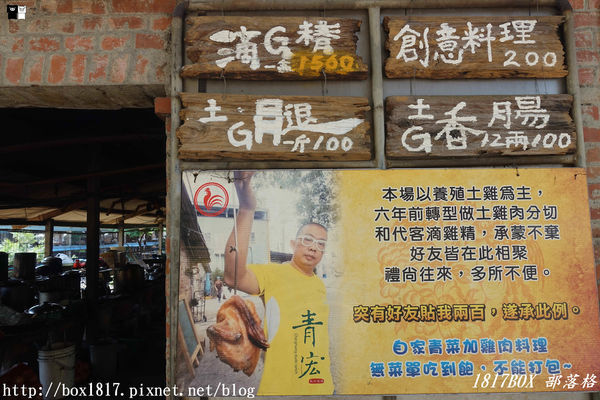 滴G精
一盒1500
創意料理
200
土G腿
一斤100
土G香腸
12兩100
本場以養殖土雞為主，
六年前轉型做土雞肉分切
和代客滴雞精，承蒙不棄
好友皆在此相聚
禮尚往來，多所不便。
突有好友貼我兩百，遂承此例。
自家青菜加雞肉料理
無菜單吃到飽，不能打包~
青宏
http://box1817.pixnet.net/blog
1817BOX 部落格